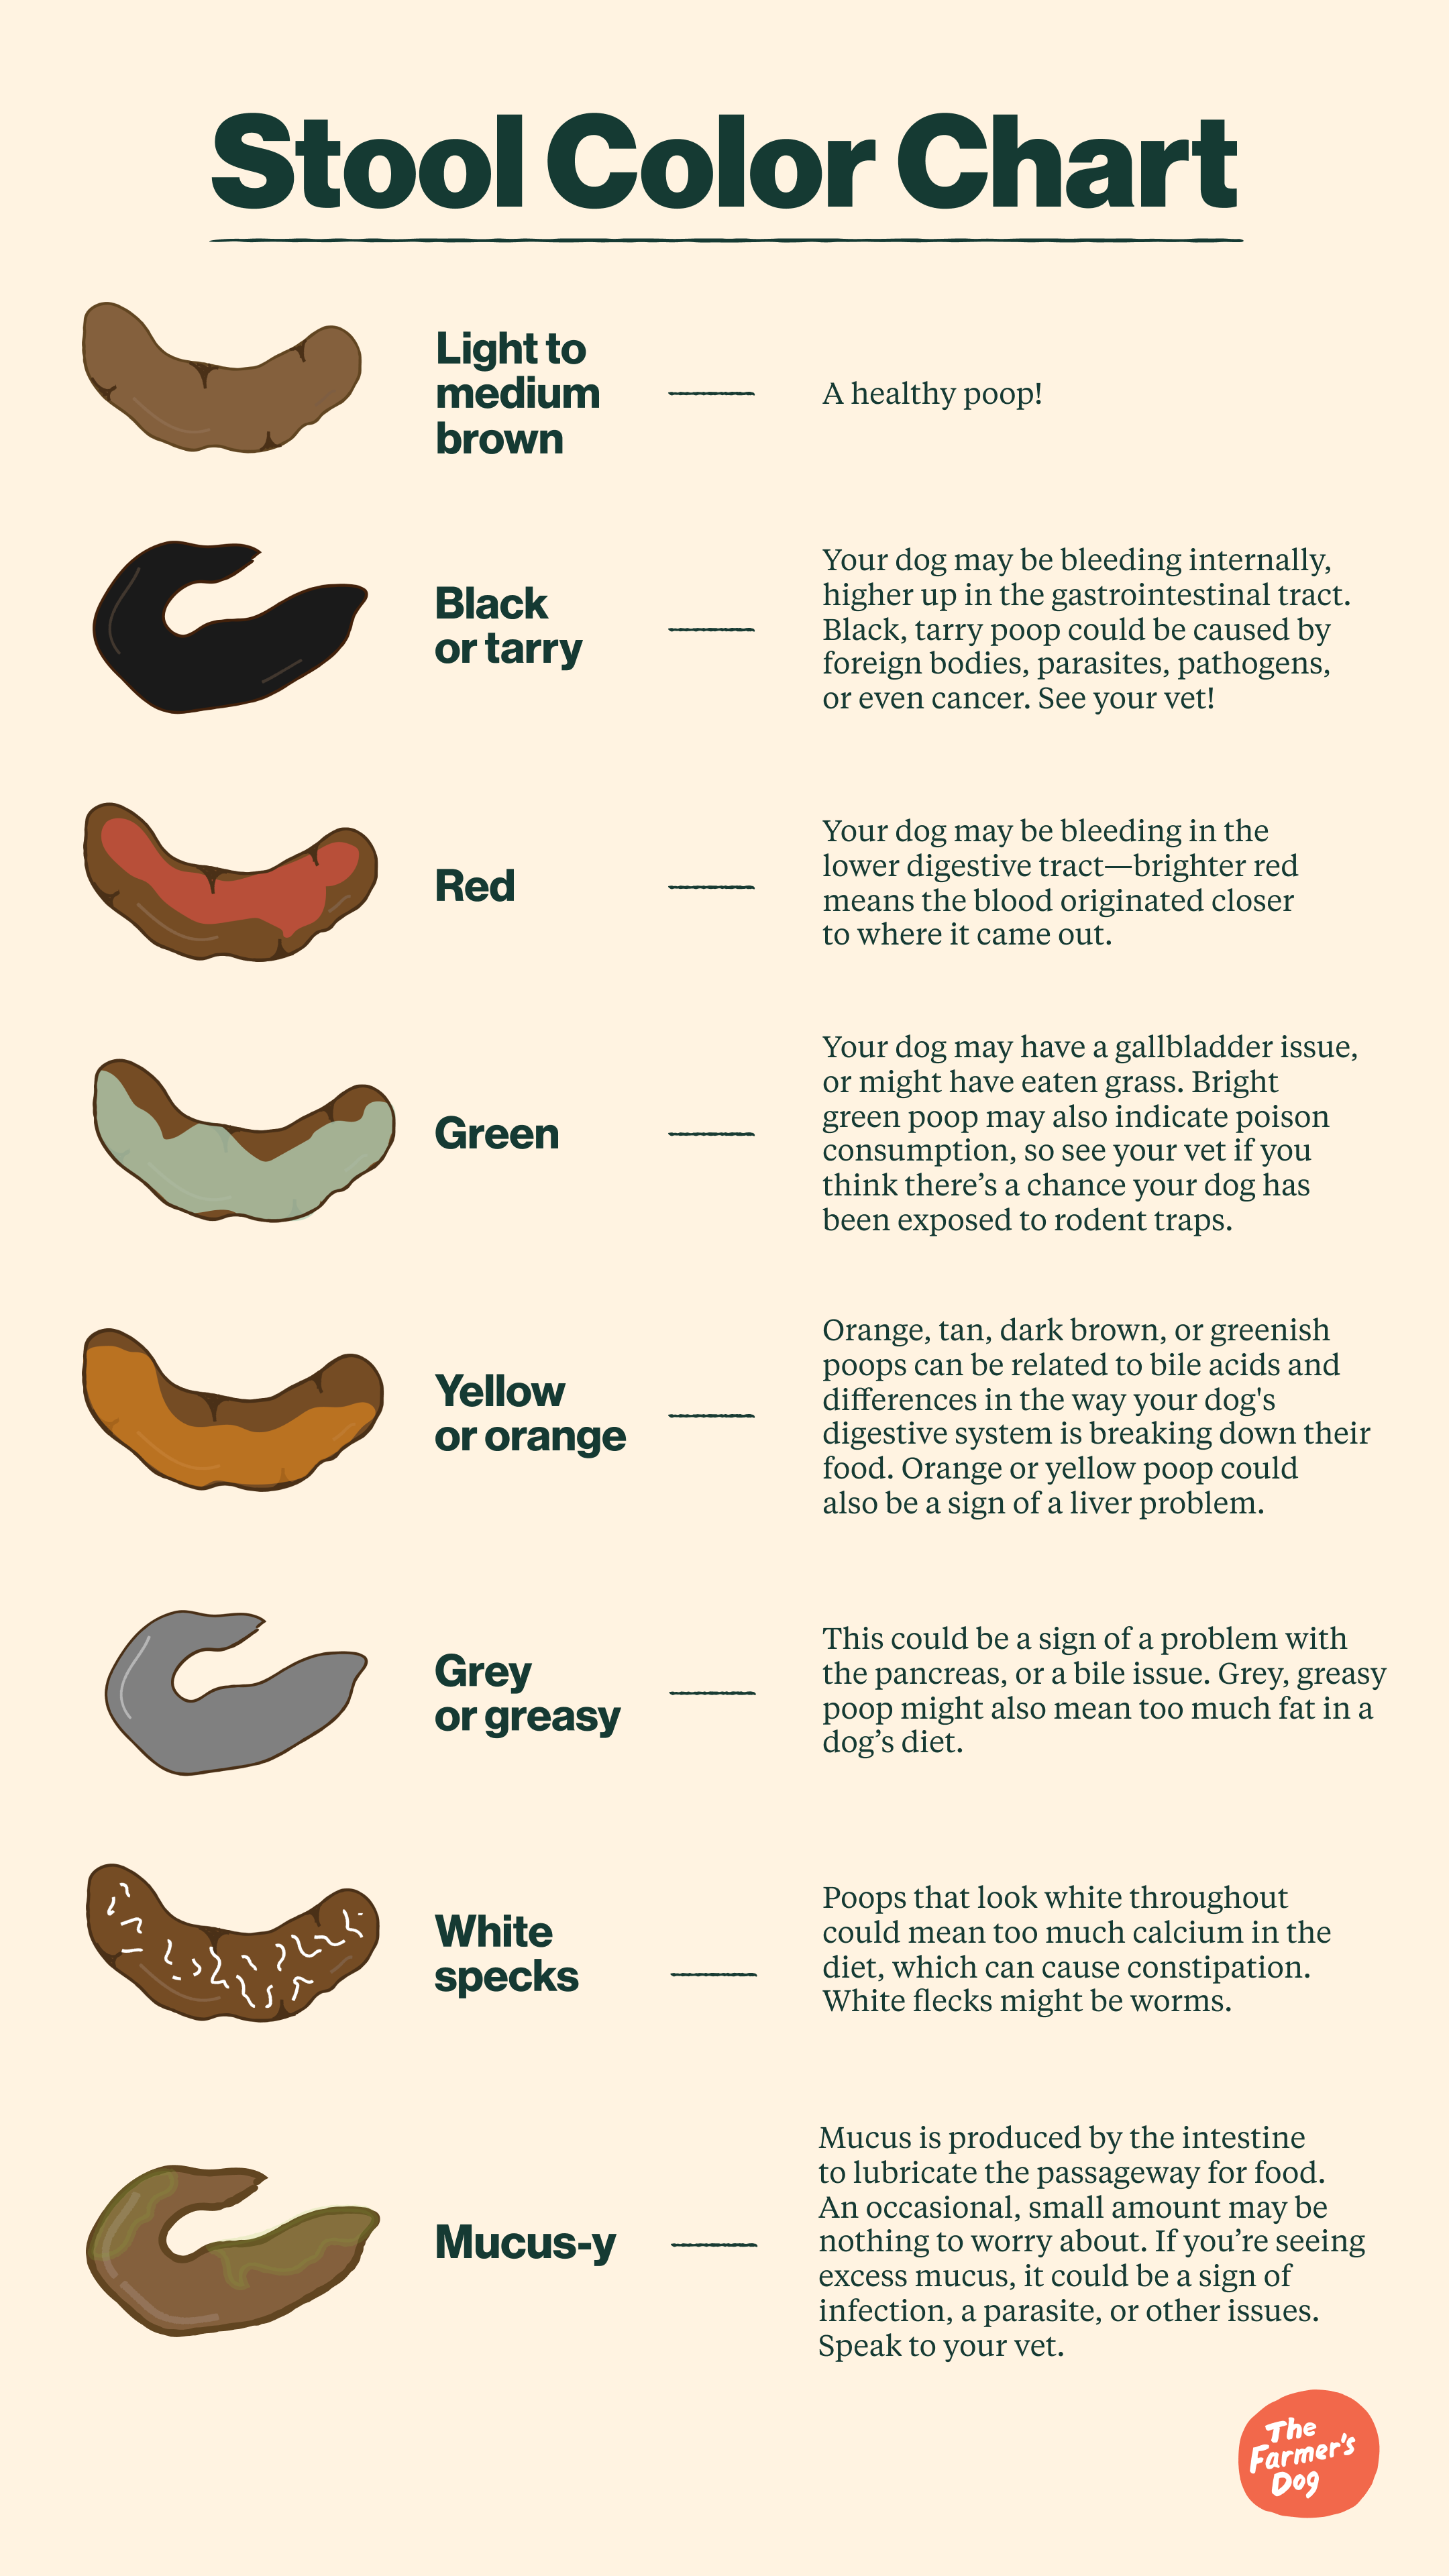 Stool Color Chart
Light to
medium
brown
A healthy poop!
Black
or tarry
Your dog may be bleeding internally,
higher up in the gastrointestinal tract.
Black, tarry poop could be caused by
foreign bodies, parasites, pathogens,
or even cancer. See your vet!
Red
Your dog may be bleeding in the
lower digestive tract—brighter red
means the blood originated closer
to where it came out.
Green
Your dog may have a gallbladder issue,
or might have eaten grass. Bright
green poop may also indicate poison
consumption, so see your vet if you
think there’s a chance your dog has
been exposed to rodent traps.
Yellow
or orange
Orange, tan, dark brown, or greenish
poops can be related to bile acids and
differences in the way your dog's
digestive system is breaking down their
food. Orange or yellow poop could
also be a sign of a liver problem.
Grey
or greasy
This could be a sign of a problem with
the pancreas, or a bile issue. Grey, greasy
poop might also mean too much fat in a
dog’s diet.
White
specks
Poops that look white throughout
could mean too much calcium in the
diet, which can cause constipation.
White flecks might be worms.
Mucus-y
Mucus is produced by the intestine
to lubricate the passageway for food.
An occasional, small amount may be
nothing to worry about. If you’re seeing
excess mucus, it could be a sign of
infection, a parasite, or other issues.
Speak to your vet.
The
Farmer's
Dog